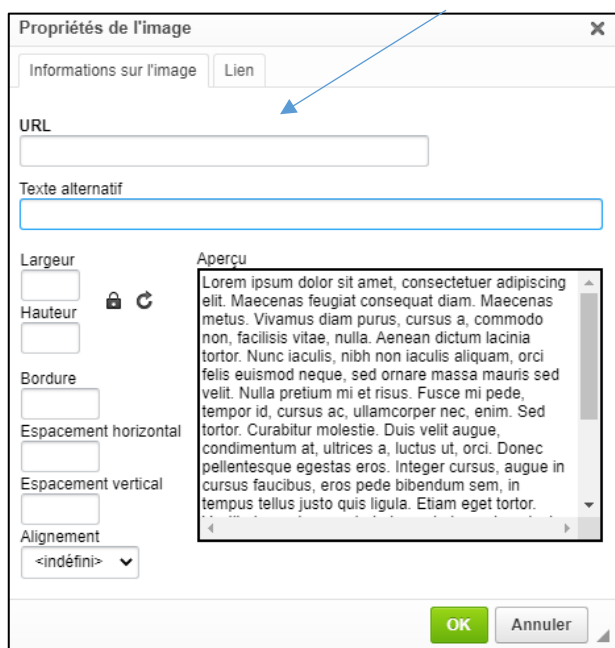 Propriétés de l'image
Informations sur l'image
Lien
URL
Texte alternatif
Largeur
Hauteur
Bordure
Espacement horizontal
Espacement vertical
Alignement
<indéfini>
Aperçu
Lorem ipsum dolor sit amet, consectetuer adipiscing
elit. Maecenas feugiat consequat diam. Maecenas
metus. Vivamus diam purus, cursus a, commodo
non, facilisis vitae, nulla. Aenean dictum lacinia
tortor. Nunc iaculis, nibh non iaculis aliquam, orci
felis euismod neque, sed ornare massa mauris sed
velit. Nulla pretium mi et risus. Fusce mi pede,
tempor id, cursus ac, ullamcorper nec, enim. Sed
tortor. Curabitur molestie. Duis velit augue,
condimentum at, ultrices a, luctus ut, orci. Donec
pellentesque egestas eros. Integer cursus, augue in
cursus faucibus, eros pede bibendum sem, in
tempus tellus justo quis ligula. Etiam eget tortor.
OK
Annuler